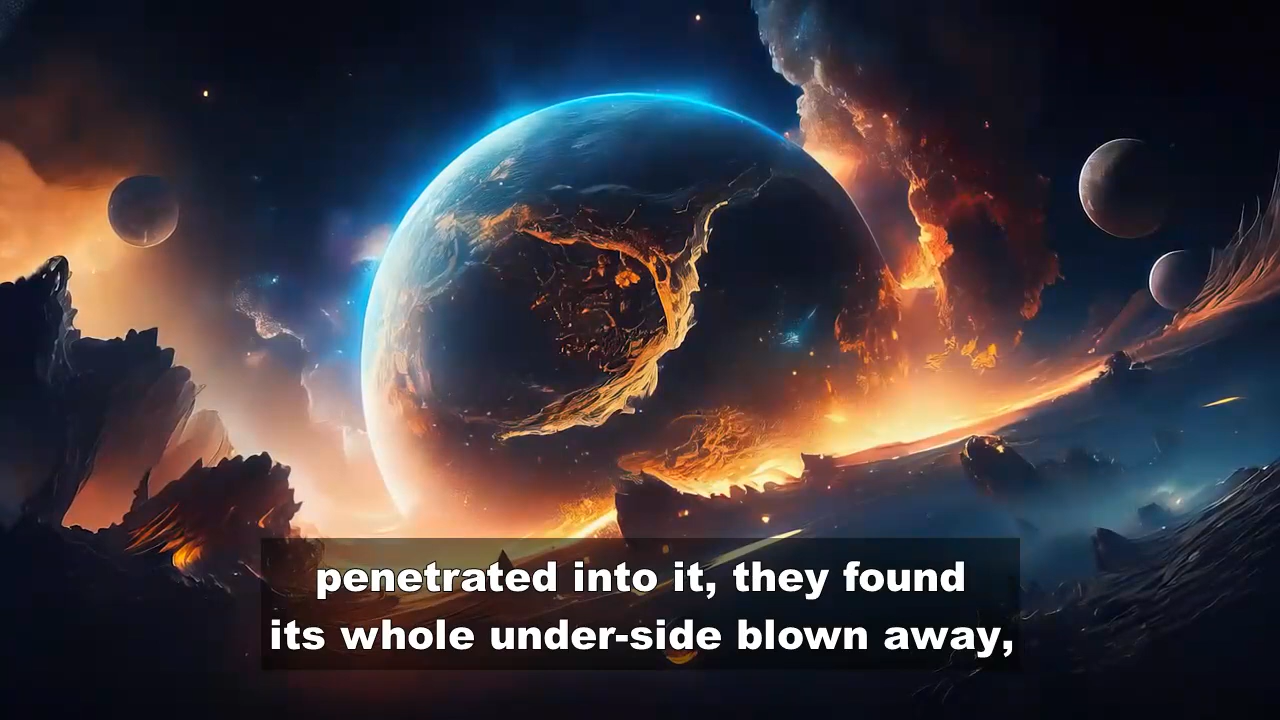 penetrated into it, they found
its whole under-side blown away,